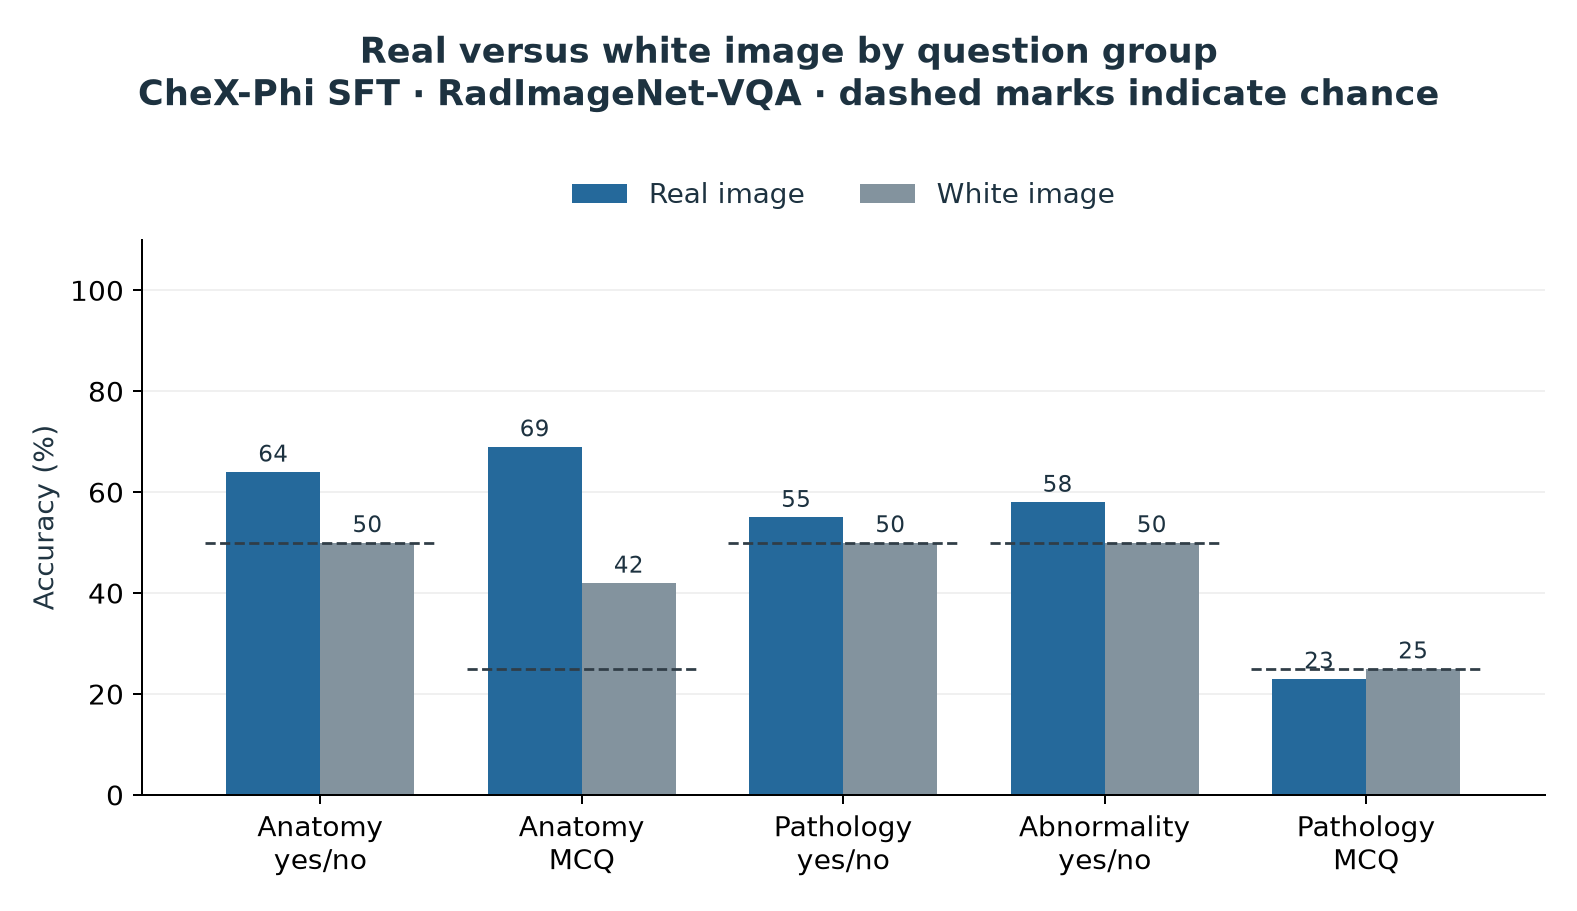 Real versus white image by question group
CheX-Phi SFT · RadImageNet-VQA · dashed marks indicate chance
Real image
White image
Accuracy (%)
100
80
60
40
20
0
64
50
69
42
55
50
58
50
23
25
Anatomy
yes/no
Anatomy
MCQ
Pathology
yes/no
Abnormality
yes/no
Pathology
MCQ